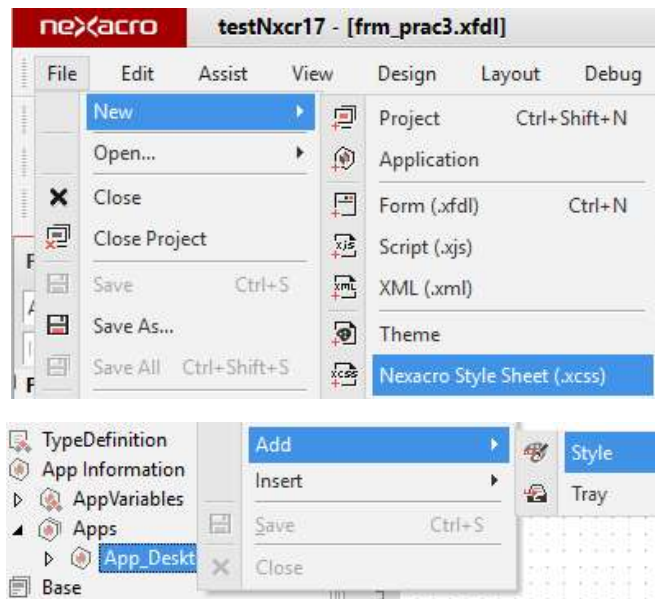 nexacro testNxcr17 - [frm_prac3.xfdl]
File Edit Assist View Design Layout Debug
New
Open...
Close
Close Project
Save Ctrl+S
Save As...
Save All Ctrl+Shift+S
Project Ctrl+Shift+N
Application
Form (.xfdl) Ctrl+N
Script (.xjs)
XML (.xml)
Theme
Nexacro Style Sheet (.xcss)
TypeDefinition
App Information
AppVariables
Apps
App_Deskt
Base
Add
Insert
Save Ctrl+S
Close
Style
Tray